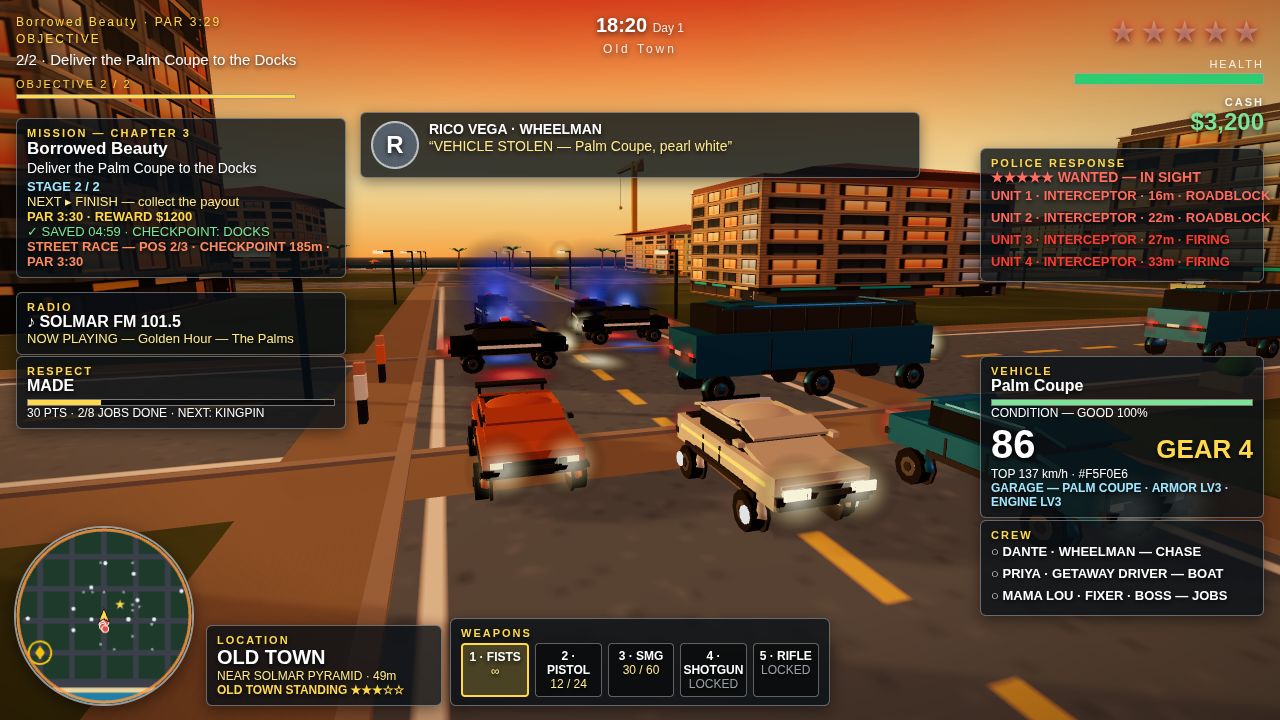 Borrowed Beauty · PAR 3:29
OBJECTIVE
2/2 · Deliver the Palm Coupe to the Docks
OBJECTIVE 2 / 2
18:20 Day 1
Old Town
★★★★★
HEALTH
CASH
$3,200
MISSION — CHAPTER 3
Borrowed Beauty
Deliver the Palm Coupe to the Docks
STAGE 2 / 2
NEXT ▸ FINISH — collect the payout
PAR 3:30 · REWARD $1200
✓ SAVED 04:59 · CHECKPOINT: DOCKS
STREET RACE — POS 2/3 · CHECKPOINT 185m ·
PAR 3:30
R
RICO VEGA · WHEELMAN
“VEHICLE STOLEN — Palm Coupe, pearl white”
POLICE RESPONSE
★★★★★ WANTED — IN SIGHT
UNIT 1 · INTERCEPTOR · 16m · ROADBLOCK
UNIT 2 · INTERCEPTOR · 22m · ROADBLOCK
UNIT 3 · INTERCEPTOR · 27m · FIRING
UNIT 4 · INTERCEPTOR · 33m · FIRING
RADIO
♪ SOLMAR FM 101.5
NOW PLAYING — Golden Hour — The Palms
RESPECT
MADE
30 PTS · 2/8 JOBS DONE · NEXT: KINGPIN
VEHICLE
Palm Coupe
CONDITION — GOOD 100%
86 GEAR 4
TOP 137 km/h · #F5F0E6
GARAGE — PALM COUPE · ARMOR LV3 ·
ENGINE LV3
CREW
○ DANTE · WHEELMAN — CHASE
○ PRIYA · GETAWAY DRIVER — BOAT
○ MAMA LOU · FIXER · BOSS — JOBS
LOCATION
OLD TOWN
NEAR SOLMAR PYRAMID · 49m
OLD TOWN STANDING ★★★☆☆
WEAPONS
1 · FISTS
∞
2 ·
PISTOL
12 / 24
3 · SMG
30 / 60
4 ·
SHOTGUN
LOCKED
5 · RIFLE
LOCKED